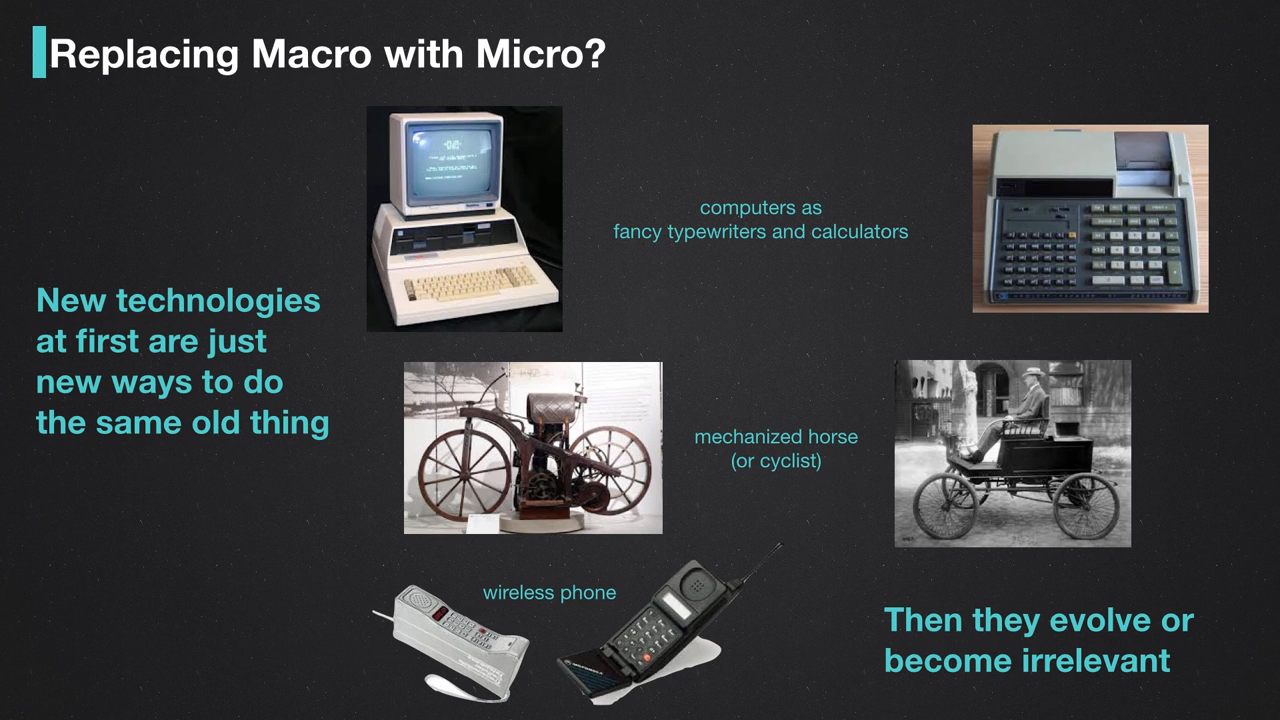 Replacing Macro with Micro?
computers as
fancy typewriters and calculators
New technologies
at first are just
new ways to do
the same old thing
mechanized horse
(or cyclist)
wireless phone
Then they evolve or
become irrelevant